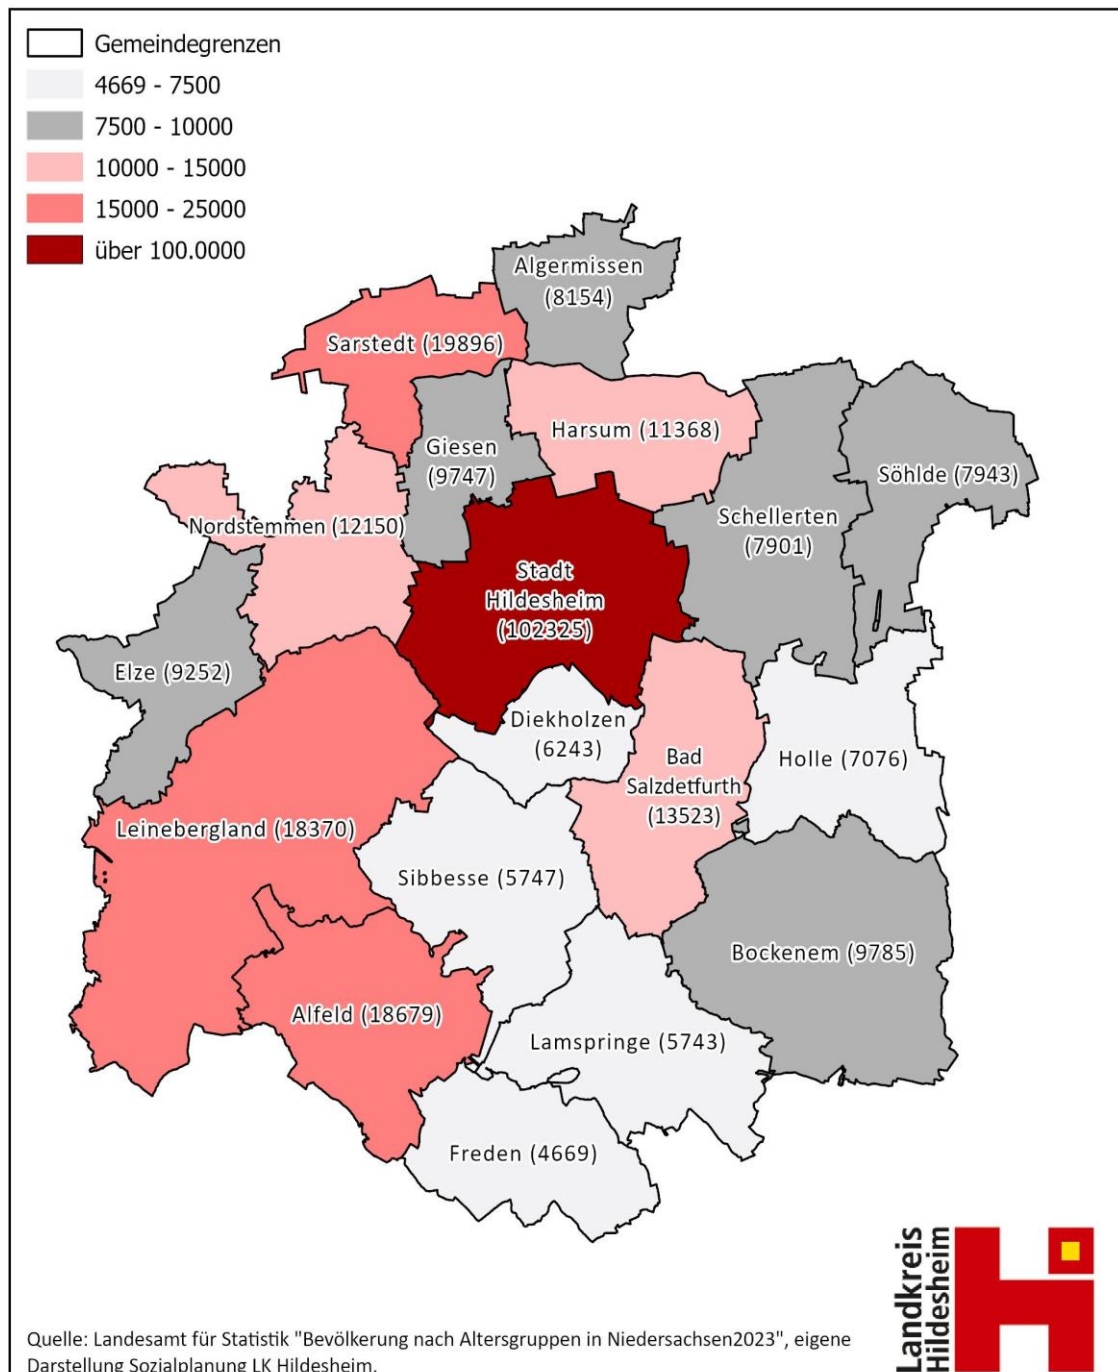 Gemeindegrenzen
4669 - 7500
7500 - 10000
10000 - 15000
15000 - 25000
über 100.0000
Algermissen
(8154)
Sarstedt (19896)
Harsum (11368)
Giesen
(9747)
Söhlde (7943)
Nordstemmen (12150)
Schellerten
(7901)
Stadt
Hildesheim
(102325)
Elze (9252)
Diekholzen
(6243)
Bad
Salzdetfurth
(13523)
Holle (7076)
Leinebergland (18370)
Sibbesse (5747)
Bockenem (9785)
Alfeld (18679)
Lamspringe (5743)
Freden (4669)
Landkreis
Hildesheim
Hi
Quelle: Landesamt für Statistik "Bevölkerung nach Altersgruppen in Niedersachsen2023", eigene
Darstellung Sozialplanung LK Hildesheim.